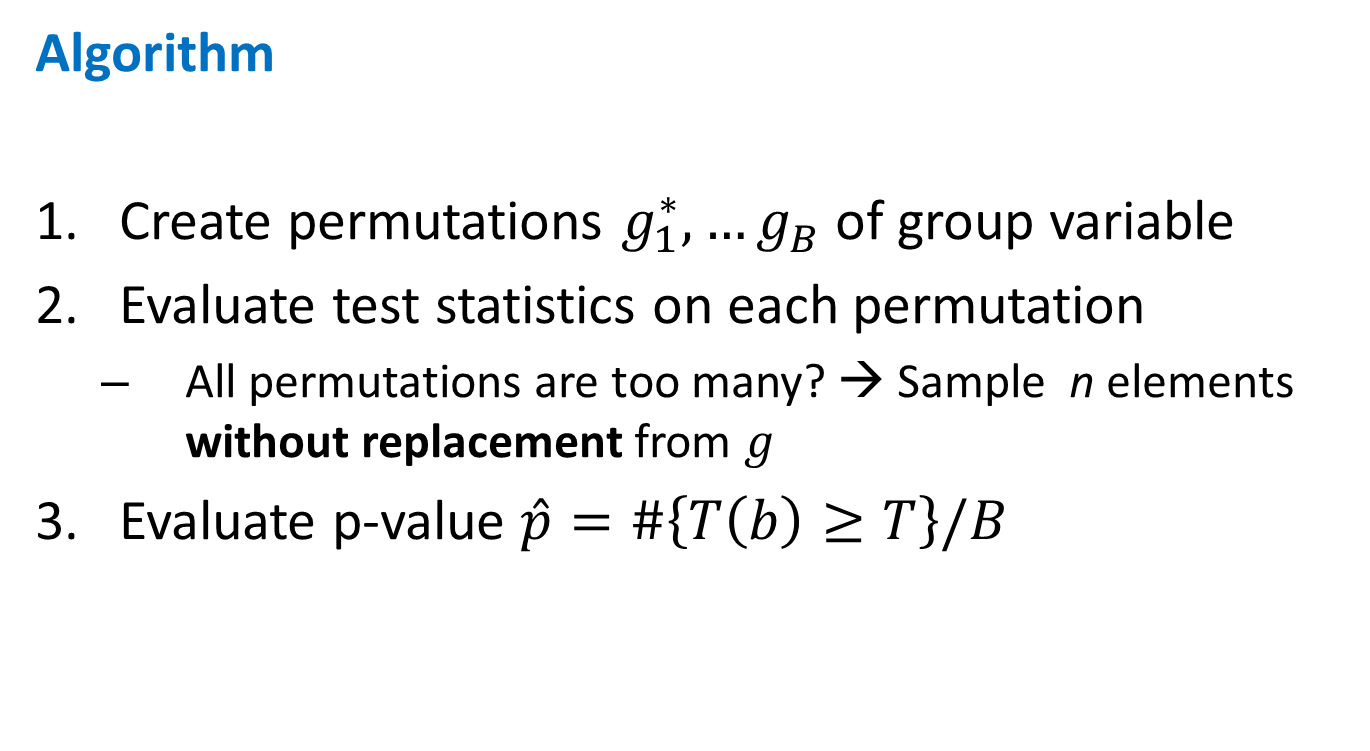 Algorithm
1. Create permutations g₁*, … g_B of group variable
2. Evaluate test statistics on each permutation
– All permutations are too many? → Sample n elements
without replacement from g
3. Evaluate p-value p̂ = #{T(b) ≥ T}/B